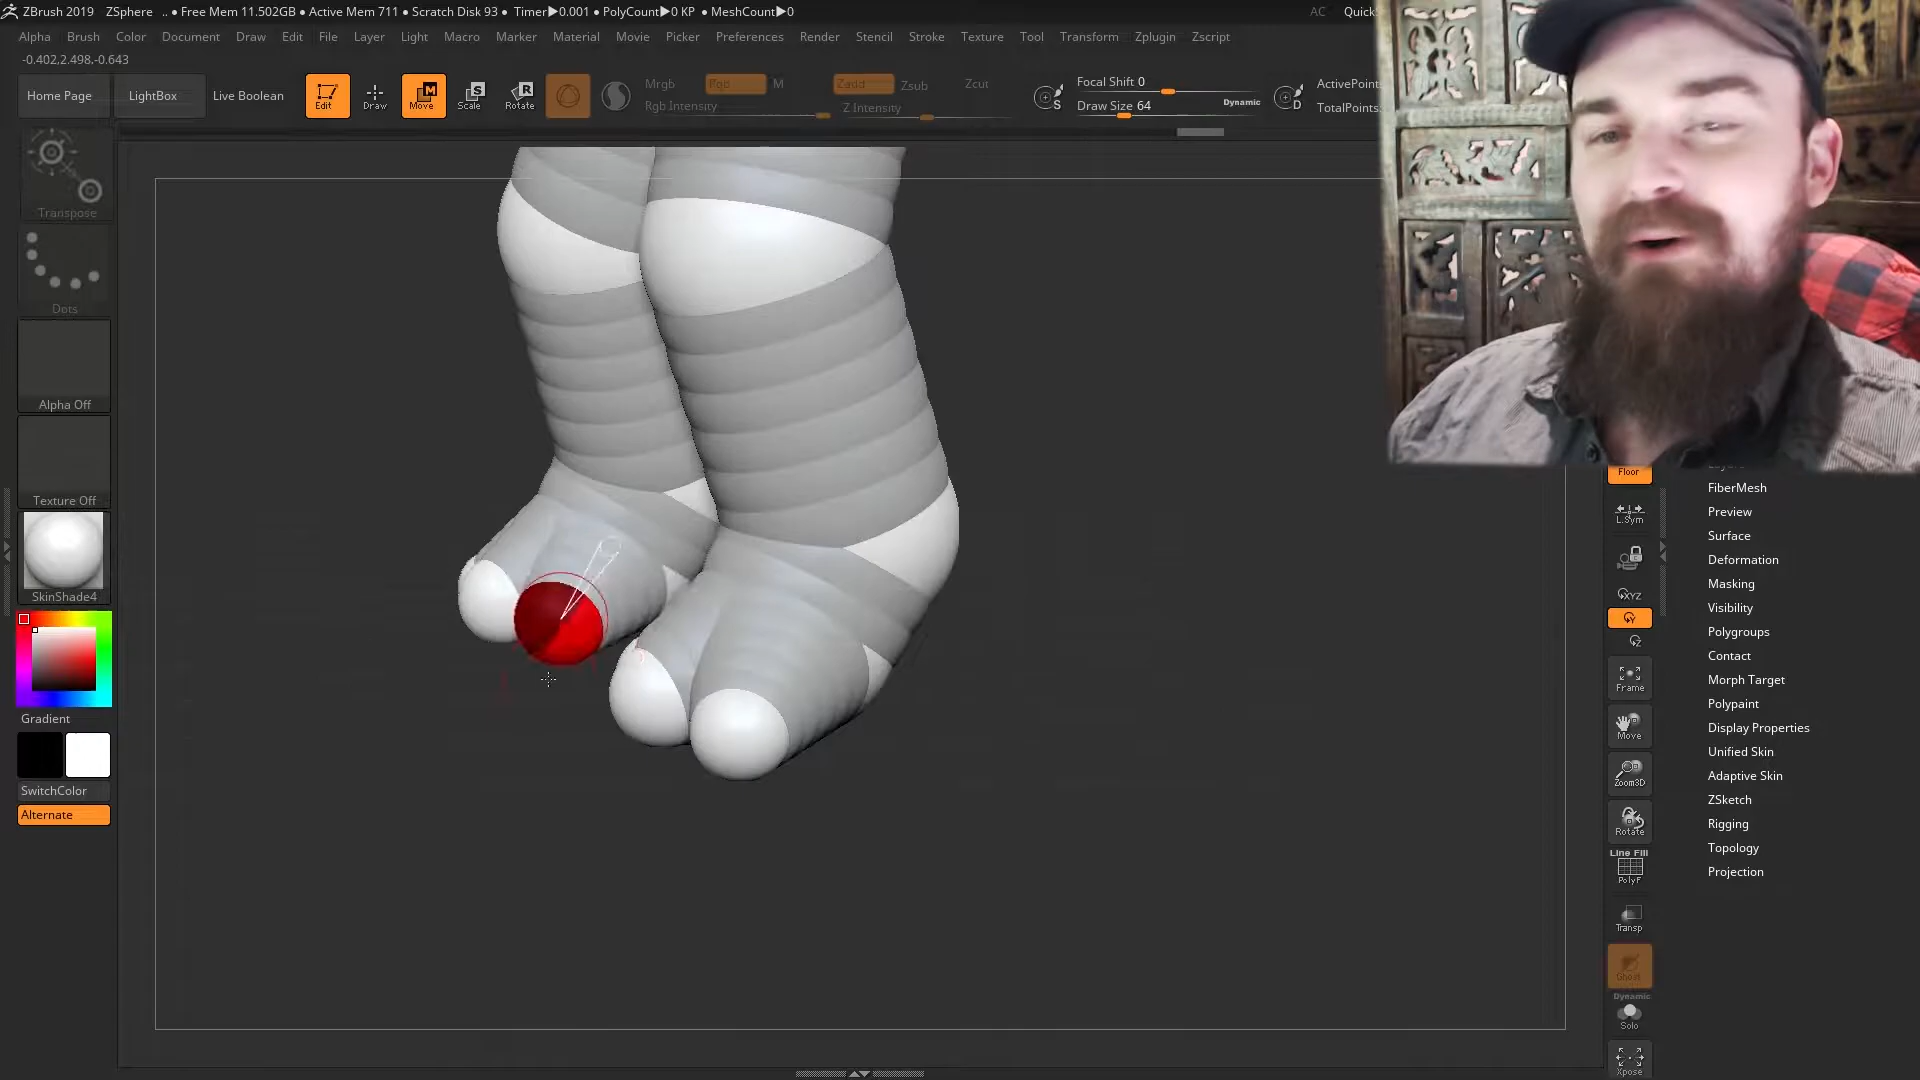 ZBrush 2019 ZSphere .. ● Free Mem 11.502GB ● Active Mem 711 ● Scratch Disk 93 ● Timer▶0.001 ● PolyCount▶0 KP ● MeshCount▶0 AC
Alpha Brush Color Document Draw Edit File Layer Light Macro Marker Material Movie Picker Preferences Render Stencil Stroke Texture Tool Transform Zplugin Zscript
-0.402,2.498,-0.643
Home Page LightBox Live Boolean Edit Draw Move Scale Rotate
Mrgb Rgb M Zadd Zsub Zcut
Rgb Intensity Z Intensity
Focal Shift 0
Draw Size 64 Dynamic
Transpose
Dots
Alpha Off
Texture Off
SkinShade4
Gradient
SwitchColor
Alternate
Floor
L.Sym
XYZ
Y
Z
Frame
Move
Zoom3D
Rotate
Line Fill
PolyF
Transp
Ghost
Dynamic
Solo
Xpose
FiberMesh
Preview
Surface
Deformation
Masking
Visibility
Polygroups
Contact
Morph Target
Polypaint
Display Properties
Unified Skin
Adaptive Skin
ZSketch
Rigging
Topology
Projection